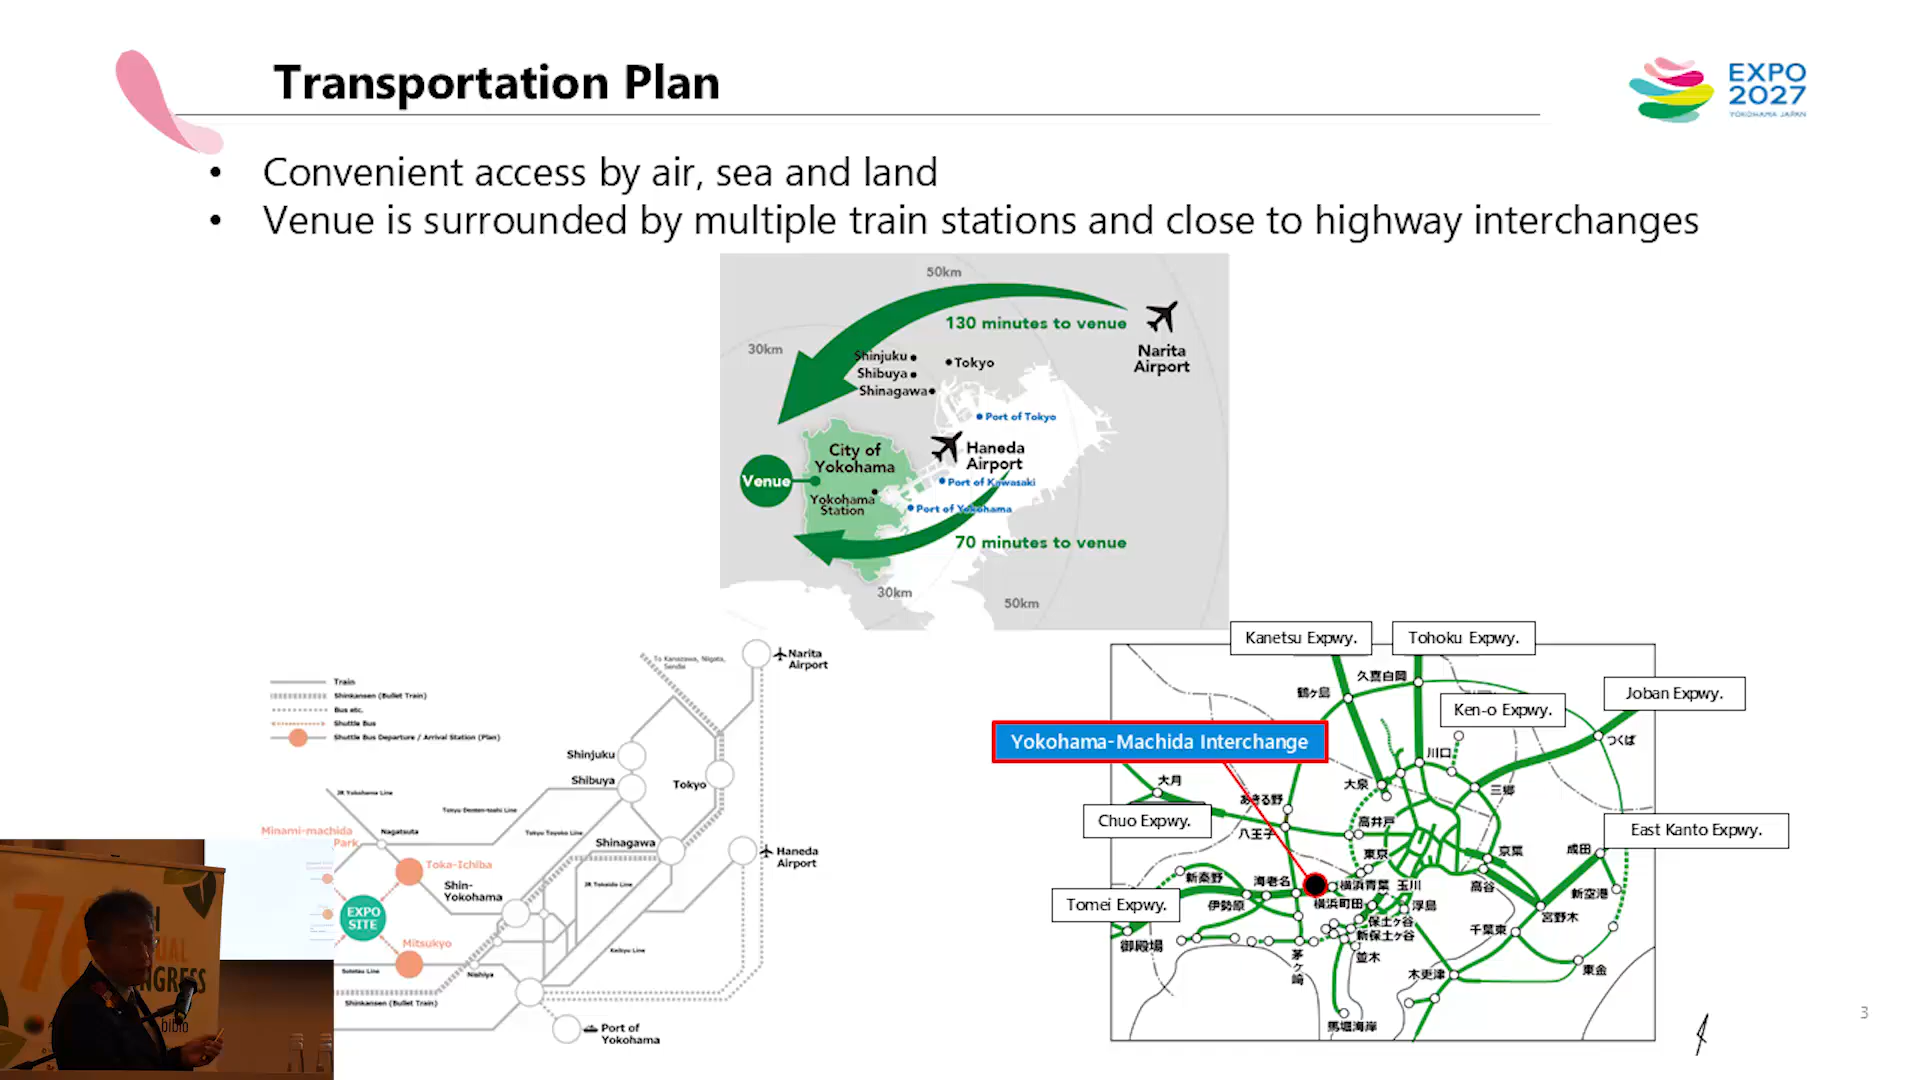 Transportation Plan
EXPO
2027
YOKOHAMA JAPAN
• Convenient access by air, sea and land
• Venue is surrounded by multiple train stations and close to highway interchanges
50km
130 minutes to venue
30km
Narita
Airport
Shinjuku
Tokyo
Shibuya
Shinagawa
Port of Tokyo
City of
Yokohama
Haneda
Airport
Venue
Port of Kawasaki
Yokohama
Station
Port of Yokohama
70 minutes to venue
30km
50km
Train
Shinkansen (Bullet Train)
Bus etc.
Shuttle Bus
Shuttle Bus Departure / Arrival Station (Plan)
Narita
Airport
Shinjuku
Shibuya
Tokyo
JR Yokohama Line
Tokyu Toyoko Line
Minami-machida
Park
Nagatsuta
Shinagawa
Haneda
Airport
Toka-Ichiba
Shin-
Yokohama
JR Tokaido Line
EXPO
SITE
Mitsukyo
Keikyu Line
Sotetsu Line
Nishiya
Shinkansen (Bullet Train)
Port of
Yokohama
Kanetsu Expwy.
Tohoku Expwy.
久喜白岡
鶴ヶ島
Ken-o Expwy.
Joban Expwy.
Yokohama-Machida Interchange
つくば
川口
大月
大泉
三郷
あきる野
Chuo Expwy.
八王子
高井戸
East Kanto Expwy.
東京
京葉
成田
新秦野
海老名
横浜青葉
玉川
高谷
新空港
Tomei Expwy.
伊勢原
横浜町田
浮島
宮野木
保土ヶ谷
新保土ヶ谷
千葉東
御殿場
並木
茅ヶ崎
木更津
東金
馬堀海岸
76
CONGRESS
biblo
3